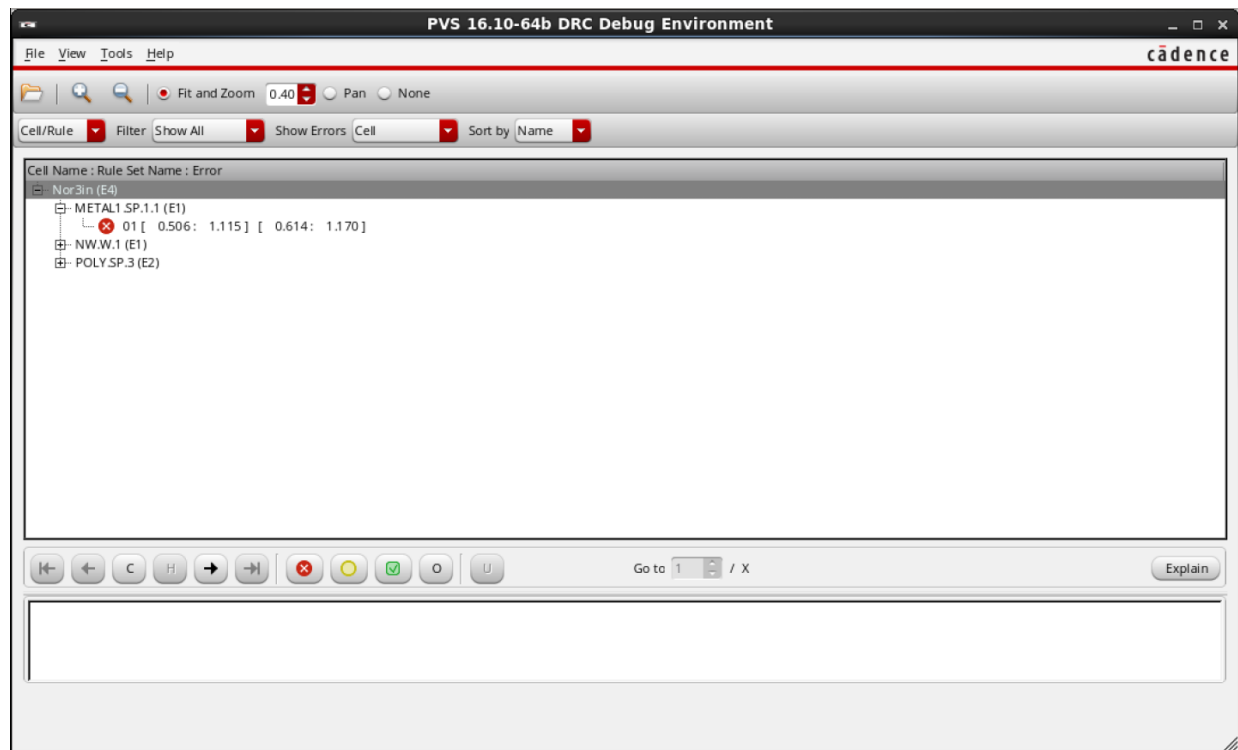 PVS 16.10-64b DRC Debug Environment
File View Tools Help cādence
Fit and Zoom 0.40 Pan None
Cell/Rule Filter Show All Show Errors Cell Sort by Name
Cell Name : Rule Set Name : Error
Nor3in (E4)
METAL1.SP.1.1 (E1)
01 [ 0.506 : 1.115 ] [ 0.614 : 1.170 ]
NW.W.1 (E1)
POLY.SP.3 (E2)
C H O U Go to 1 / X Explain